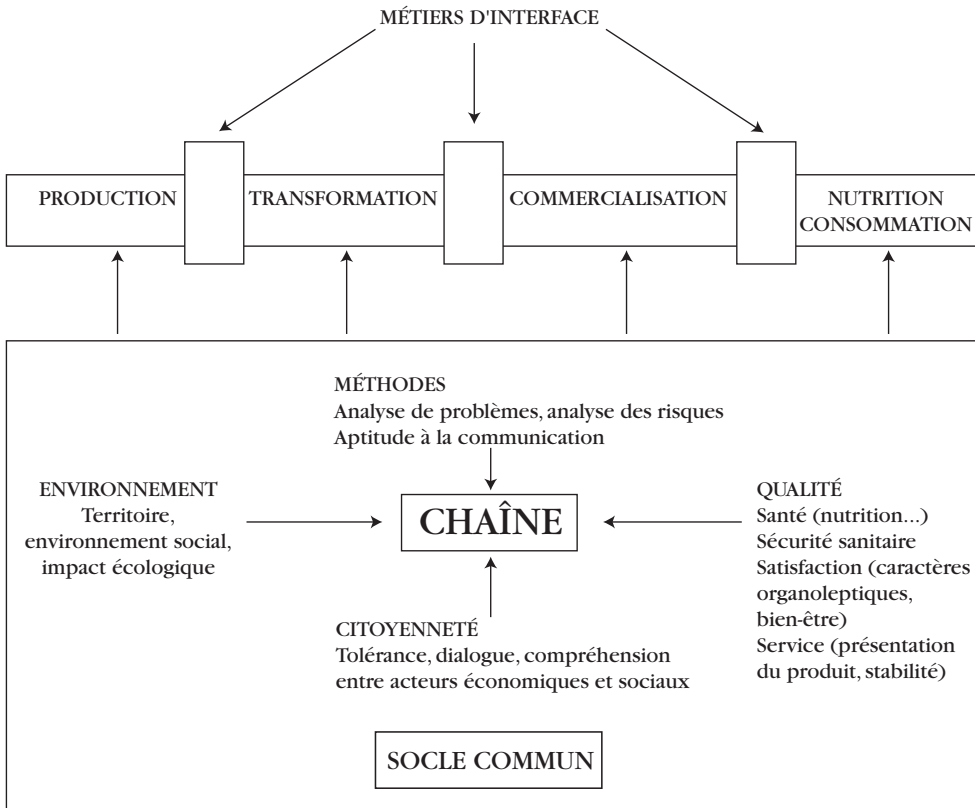 MÉTIERS D'INTERFACE
PRODUCTION
TRANSFORMATION
COMMERCIALISATION
NUTRITION
CONSOMMATION
MÉTHODES
Analyse de problèmes, analyse des risques
Aptitude à la communication
ENVIRONNEMENT
Territoire,
environnement social,
impact écologique
CHAÎNE
QUALITÉ
Santé (nutrition...)
Sécurité sanitaire
Satisfaction (caractères
organoleptiques,
bien-être)
Service (présentation
du produit, stabilité)
CITOYENNETÉ
Tolérance, dialogue, compréhension
entre acteurs économiques et sociaux
SOCLE COMMUN